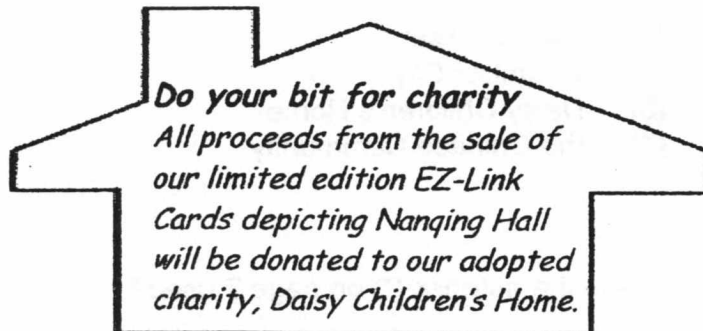 Do your bit for charity
All proceeds from the sale of
our limited edition EZ-Link
Cards depicting Nanqing Hall
will be donated to our adopted
charity, Daisy Children's Home.